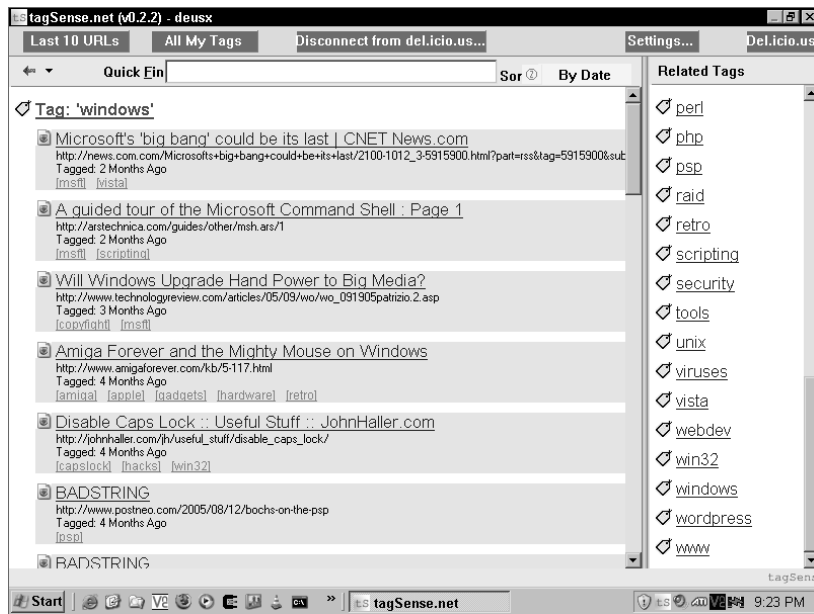 tagSense.net (v0.2.2) - deusx
Last 10 URLs All My Tags Disconnect from del.icio.us... Settings... Del.icio.us
Quick Fin Sor By Date Related Tags
Tag: 'windows'
Microsoft's 'big bang' could be its last | CNET News.com
http://news.com.com/Microsofts+big+bang+could+be+its+last/2100-1012_3-5915900.html?part=rss&tag=5915900&sub
Tagged: 2 Months Ago
[msft] [vista]
A guided tour of the Microsoft Command Shell : Page 1
http://arstechnica.com/guides/other/msh.ars/1
Tagged: 2 Months Ago
[msft] [scripting]
Will Windows Upgrade Hand Power to Big Media?
http://www.technologyreview.com/articles/05/09/wo/wo_091905patrizio.2.asp
Tagged: 3 Months Ago
[copyfight] [msft]
Amiga Forever and the Mighty Mouse on Windows
http://www.amigaforever.com/kb/5-117.html
Tagged: 4 Months Ago
[amiga] [apple] [gadgets] [hardware] [retro]
Disable Caps Lock :: Useful Stuff :: JohnHaller.com
http://johnhaller.com/jh/useful_stuff/disable_caps_lock/
Tagged: 4 Months Ago
[capslock] [hacks] [win32]
BADSTRING
http://www.postneo.com/2005/08/12/bochs-on-the-psp
Tagged: 4 Months Ago
[psp]
BADSTRING
perl
php
psp
raid
retro
scripting
security
tools
unix
viruses
vista
webdev
win32
windows
wordpress
www
tagSens
Start » ts tagSense.net 9:23 PM